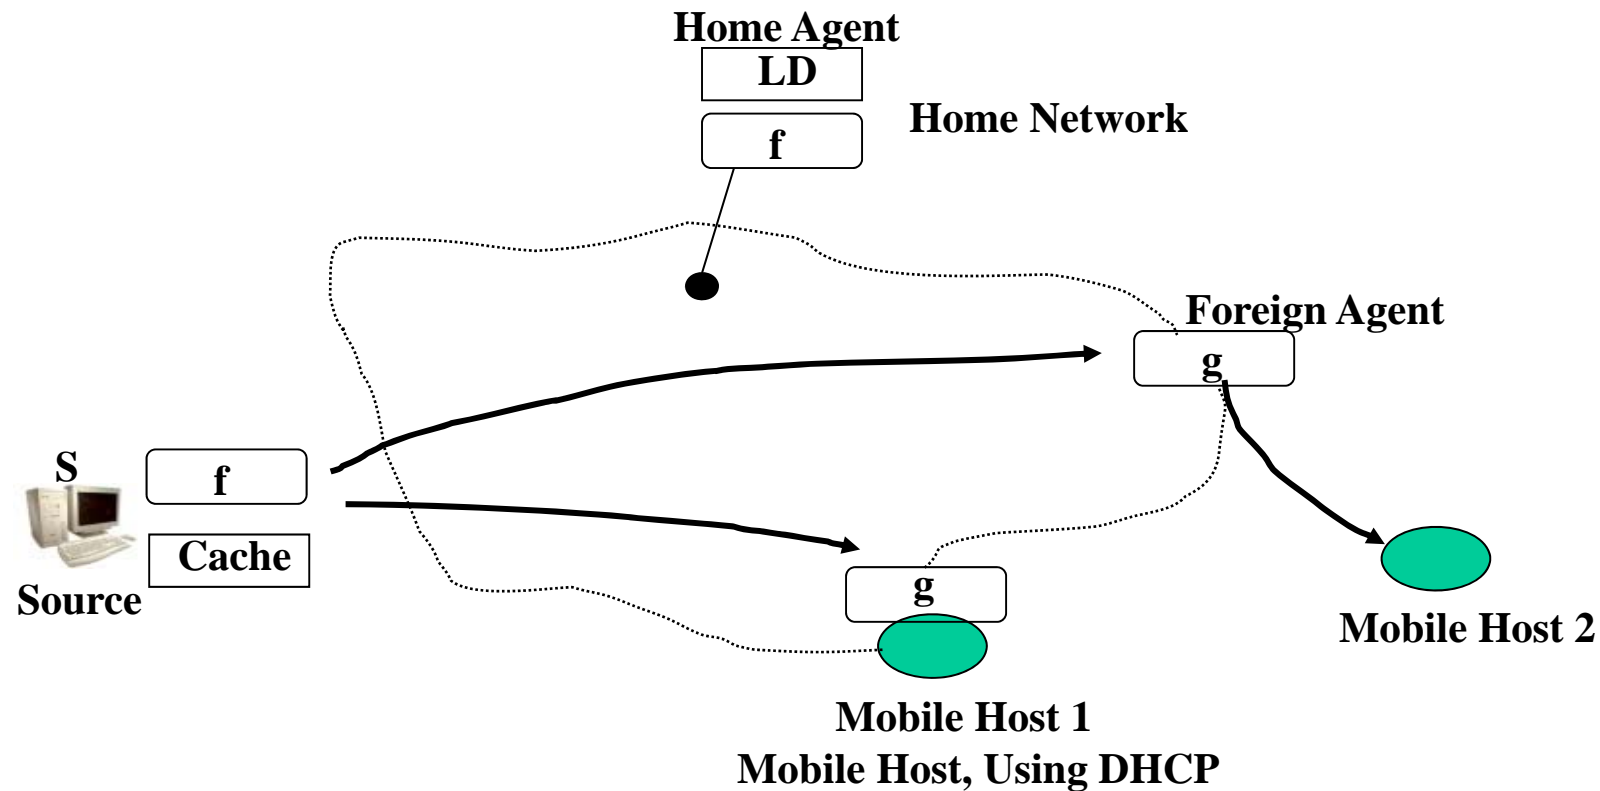 Home Agent
LD
Home Network
f
Foreign Agent
g
S
f
Cache
Source
g
Mobile Host 2
Mobile Host 1
Mobile Host, Using DHCP